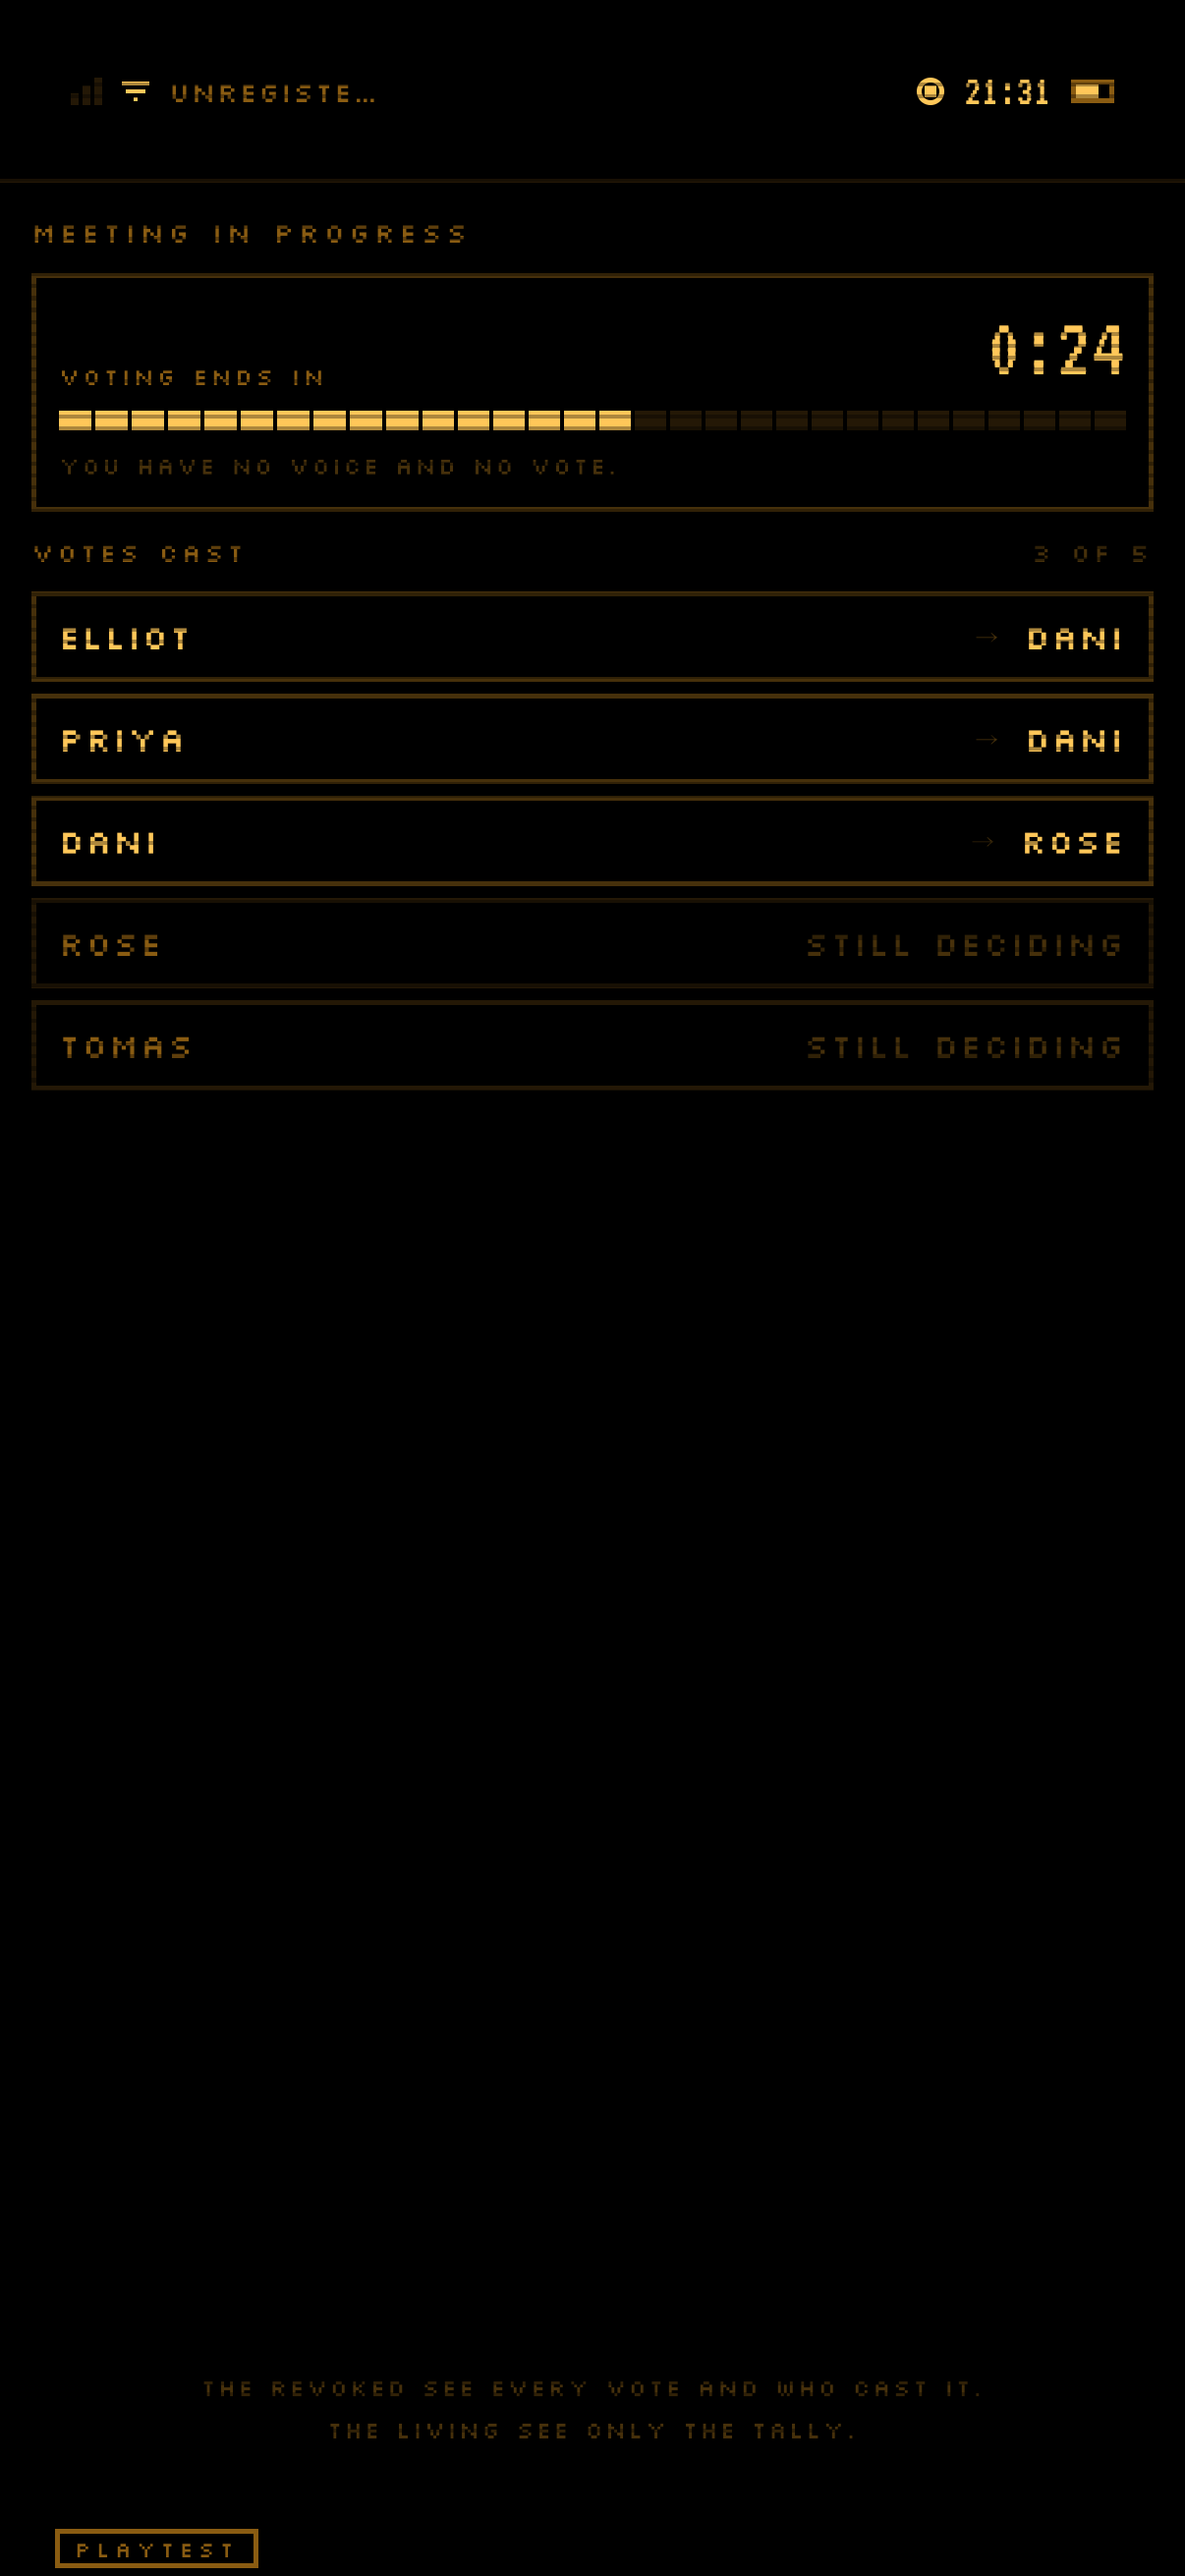 UNREGISTE… 21:31
MEETING IN PROGRESS
0:24
VOTING ENDS IN
YOU HAVE NO VOICE AND NO VOTE.
VOTES CAST 3 OF 5
ELLIOT → DANI
PRIYA → DANI
DANI → ROSE
ROSE STILL DECIDING
TOMAS STILL DECIDING
THE REVOKED SEE EVERY VOTE AND WHO CAST IT.
THE LIVING SEE ONLY THE TALLY.
PLAYTEST